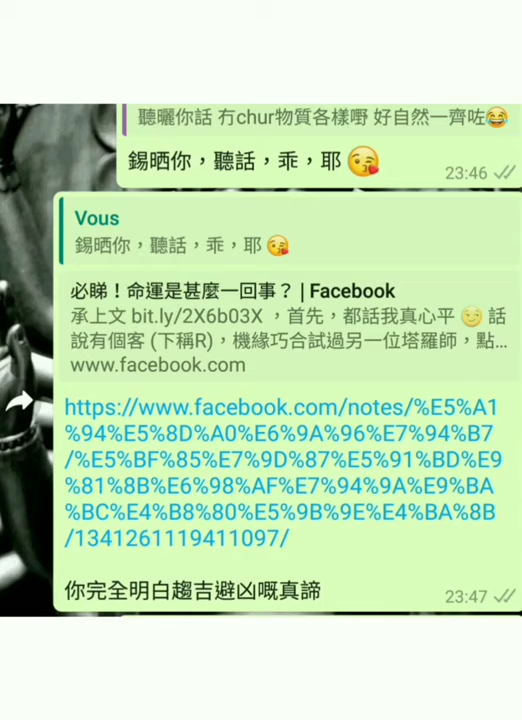 聽曬你話 冇chur物質各樣嘢 好自然一齊咗😂
錫晒你，聽話，乖，耶 😘
23:46
Vous
錫晒你，聽話，乖，耶 😘
必睇！命運是甚麼一回事？ | Facebook
承上文 bit.ly/2X6b03X ，首先，都話我真心平 😏 話
說有個客 (下稱R)，機緣巧合試過另一位塔羅師，點...
www.facebook.com
https://www.facebook.com/notes/%E5%A1
%94%E5%8D%A0%E6%9A%96%E7%94%B7
/%E5%BF%85%E7%9D%87%E5%91%BD%E9
%81%8B%E6%98%AF%E7%94%9A%E9%BA
%BC%E4%B8%80%E5%9B%9E%E4%BA%8B
/1341261119411097/
你完全明白趨吉避凶嘅真諦
23:47